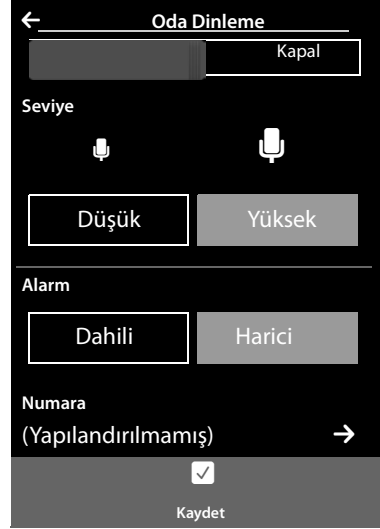 Oda Dinleme
Kapal
Seviye
Düşük Yüksek
Alarm
Dahili Harici
Numara
(Yapılandırılmamış)
Kaydet